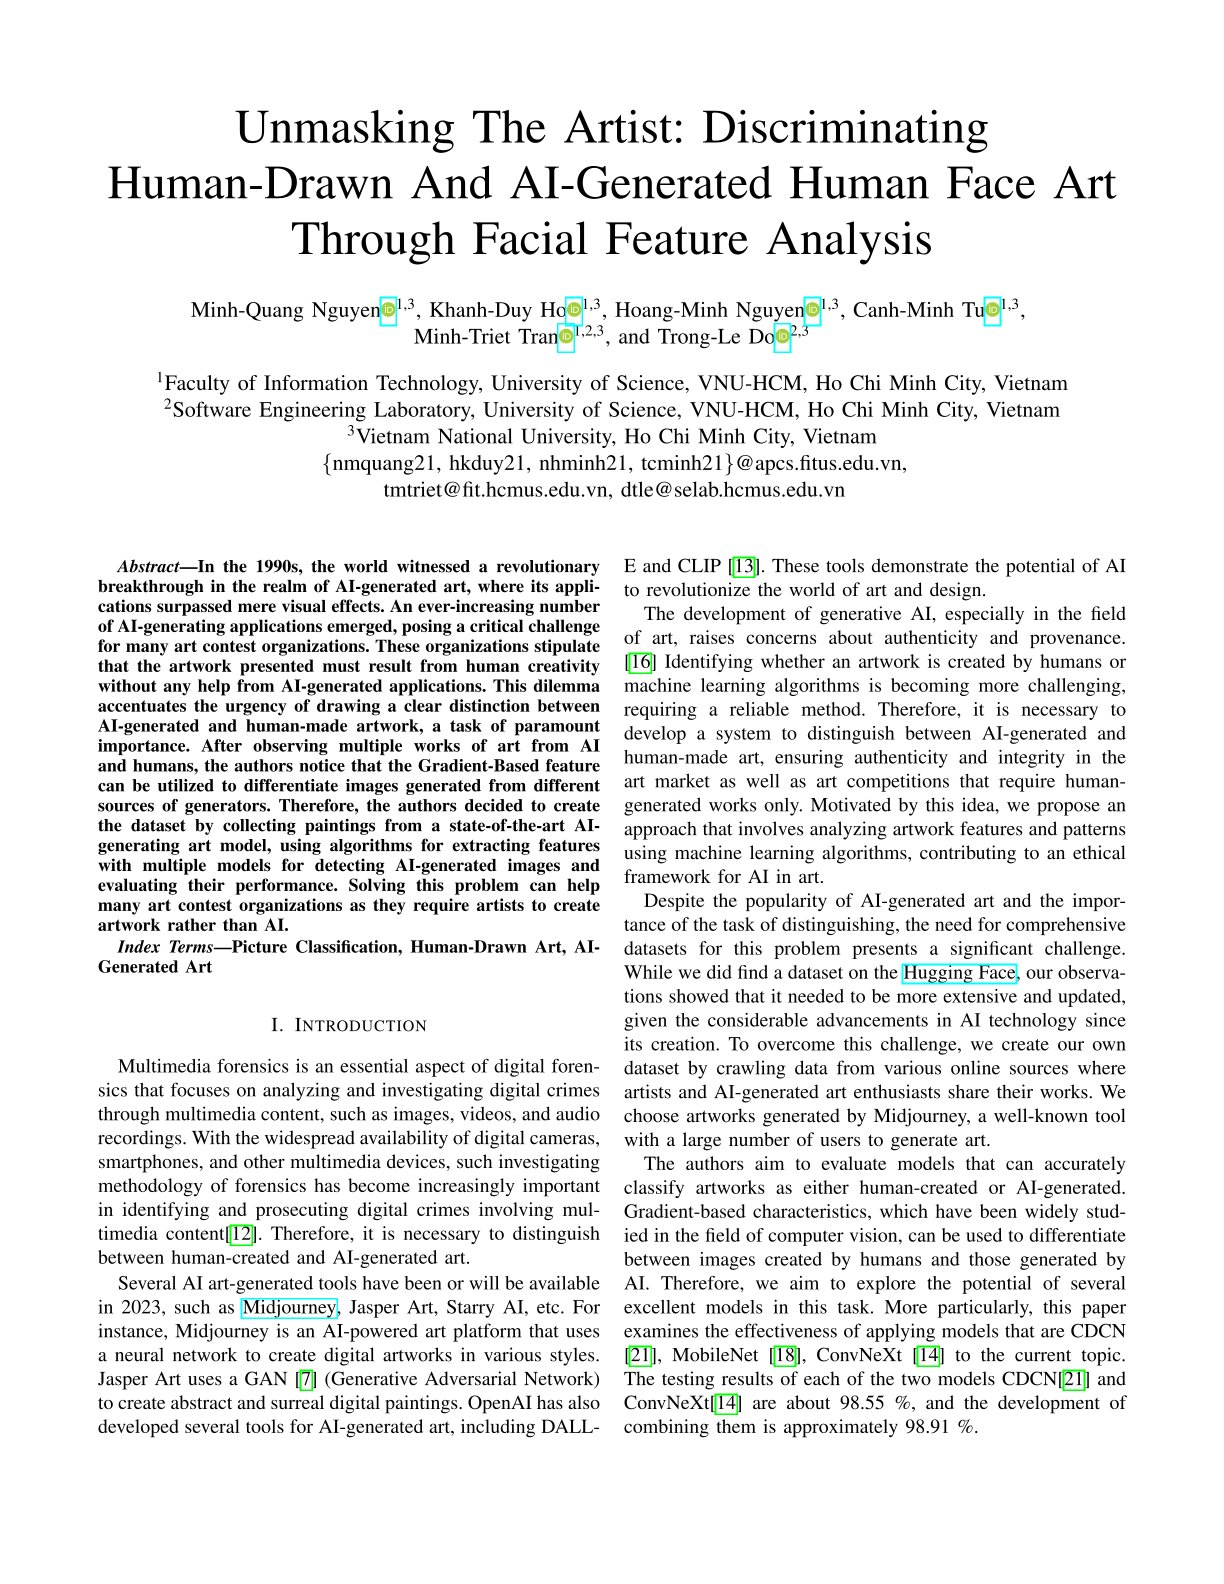 Unmasking The Artist: Discriminating
Human-Drawn And AI-Generated Human Face Art
Through Facial Feature Analysis
Minh-Quang Nguyen 1,3, Khanh-Duy Ho 1,3, Hoang-Minh Nguyen 1,3, Canh-Minh Tu 1,3,
Minh-Triet Tran 1,2,3, and Trong-Le Do 2,3
1Faculty of Information Technology, University of Science, VNU-HCM, Ho Chi Minh City, Vietnam
2Software Engineering Laboratory, University of Science, VNU-HCM, Ho Chi Minh City, Vietnam
3Vietnam National University, Ho Chi Minh City, Vietnam
{nmquang21, hkduy21, nhminh21, tcminh21}@apcs.fitus.edu.vn,
tmtriet@fit.hcmus.edu.vn, dtle@selab.hcmus.edu.vn
Abstract—In the 1990s, the world witnessed a revolutionary
breakthrough in the realm of AI-generated art, where its appli-
cations surpassed mere visual effects. An ever-increasing number
of AI-generating applications emerged, posing a critical challenge
for many art contest organizations. These organizations stipulate
that the artwork presented must result from human creativity
without any help from AI-generated applications. This dilemma
accentuates the urgency of drawing a clear distinction between
AI-generated and human-made artwork, a task of paramount
importance. After observing multiple works of art from AI
and humans, the authors notice that the Gradient-Based feature
can be utilized to differentiate images generated from different
sources of generators. Therefore, the authors decided to create
the dataset by collecting paintings from a state-of-the-art AI-
generating art model, using algorithms for extracting features
with multiple models for detecting AI-generated images and
evaluating their performance. Solving this problem can help
many art contest organizations as they require artists to create
artwork rather than AI.
Index Terms—Picture Classification, Human-Drawn Art, AI-
Generated Art
I. INTRODUCTION
Multimedia forensics is an essential aspect of digital foren-
sics that focuses on analyzing and investigating digital crimes
through multimedia content, such as images, videos, and audio
recordings. With the widespread availability of digital cameras,
smartphones, and other multimedia devices, such investigating
methodology of forensics has become increasingly important
in identifying and prosecuting digital crimes involving mul-
timedia content[12]. Therefore, it is necessary to distinguish
between human-created and AI-generated art.
Several AI art-generated tools have been or will be available
in 2023, such as Midjourney, Jasper Art, Starry AI, etc. For
instance, Midjourney is an AI-powered art platform that uses
a neural network to create digital artworks in various styles.
Jasper Art uses a GAN [7] (Generative Adversarial Network)
to create abstract and surreal digital paintings. OpenAI has also
developed several tools for AI-generated art, including DALL-
E and CLIP [13]. These tools demonstrate the potential of AI
to revolutionize the world of art and design.
The development of generative AI, especially in the field
of art, raises concerns about authenticity and provenance.
[16] Identifying whether an artwork is created by humans or
machine learning algorithms is becoming more challenging,
requiring a reliable method. Therefore, it is necessary to
develop a system to distinguish between AI-generated and
human-made art, ensuring authenticity and integrity in the
art market as well as art competitions that require human-
generated works only. Motivated by this idea, we propose an
approach that involves analyzing artwork features and patterns
using machine learning algorithms, contributing to an ethical
framework for AI in art.
Despite the popularity of AI-generated art and the impor-
tance of the task of distinguishing, the need for comprehensive
datasets for this problem presents a significant challenge.
While we did find a dataset on the Hugging Face, our observa-
tions showed that it needed to be more extensive and updated,
given the considerable advancements in AI technology since
its creation. To overcome this challenge, we create our own
dataset by crawling data from various online sources where
artists and AI-generated art enthusiasts share their works. We
choose artworks generated by Midjourney, a well-known tool
with a large number of users to generate art.
The authors aim to evaluate models that can accurately
classify artworks as either human-created or AI-generated.
Gradient-based characteristics, which have been widely stud-
ied in the field of computer vision, can be used to differentiate
between images created by humans and those generated by
AI. Therefore, we aim to explore the potential of several
excellent models in this task. More particularly, this paper
examines the effectiveness of applying models that are CDCN
[21], MobileNet [18], ConvNeXt [14] to the current topic.
The testing results of each of the two models CDCN[21] and
ConvNeXt[14] are about 98.55 %, and the development of
combining them is approximately 98.91 %.